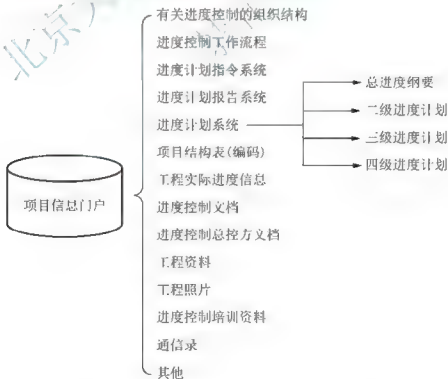 北京
有关进度控制的组织结构
进度控制工作流程
进度计划指令系统
进度计划报告系统
进度计划系统
项目结构表(编码)
工程实际进度信息
进度控制文档
进度控制总控方文档
工程资料
工程照片
进度控制培训资料
通信录
其他
项目信息门户
总进度纲要
二级进度计划
三级进度计划
四级进度计划